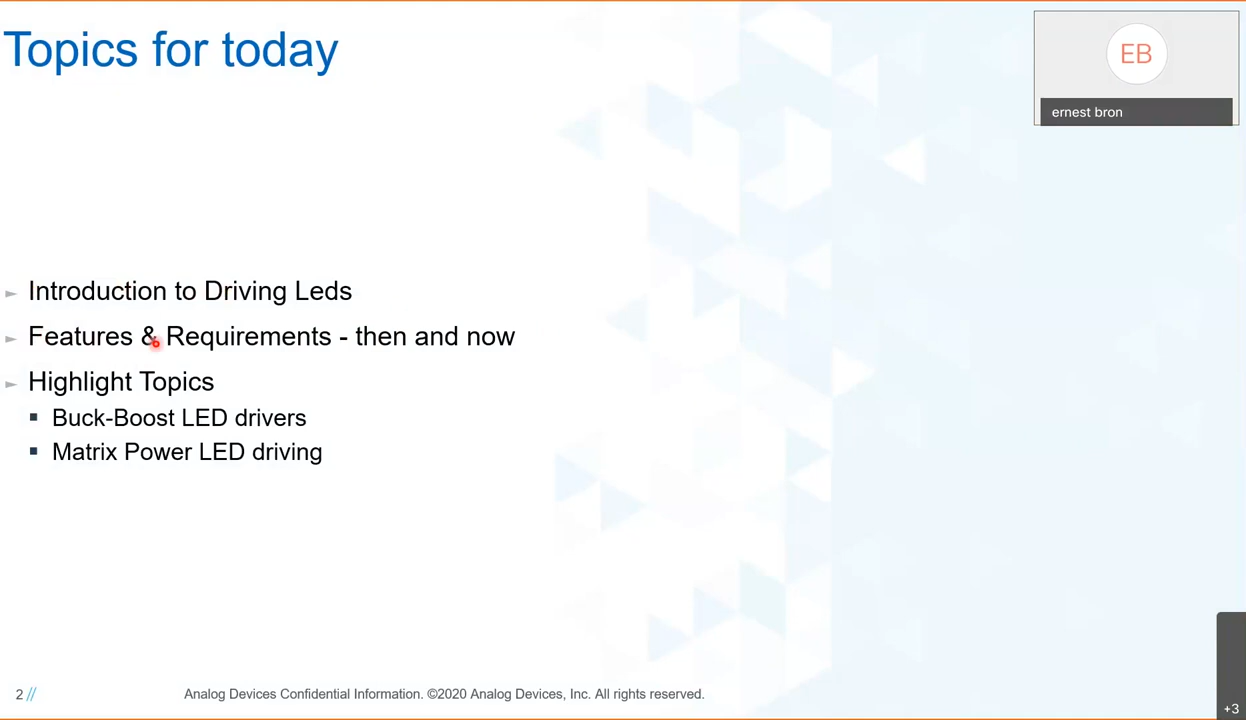 Topics for today
EB
ernest bron
► Introduction to Driving Leds
► Features & Requirements - then and now
► Highlight Topics
▪ Buck-Boost LED drivers
▪ Matrix Power LED driving
2 //
Analog Devices Confidential Information. ©2020 Analog Devices, Inc. All rights reserved.
+3